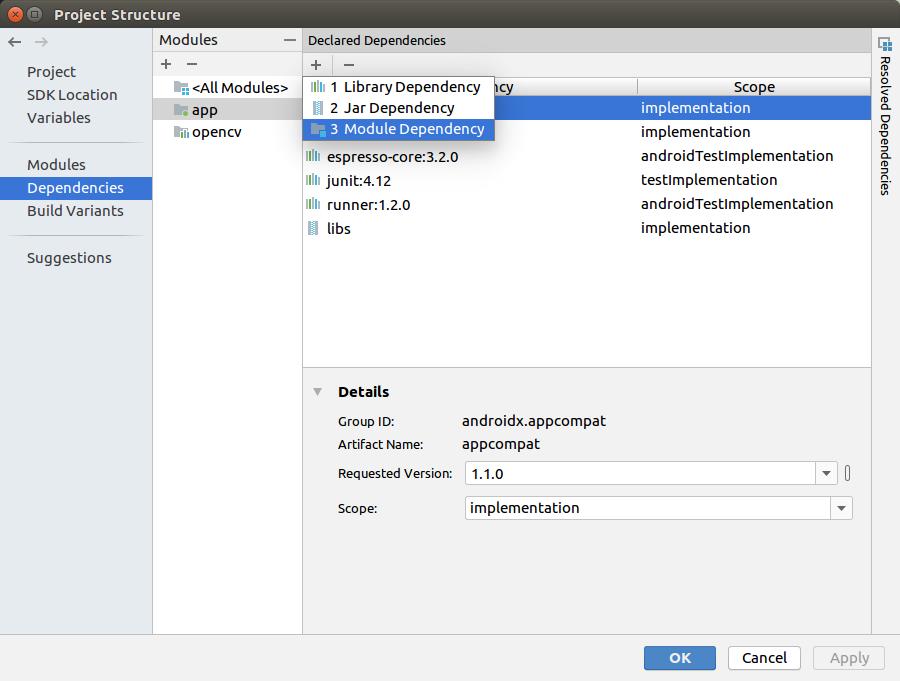 Project Structure
Project
SDK Location
Variables
Modules
Dependencies
Build Variants
Suggestions
Modules
<All Modules>
app
opencv
Declared Dependencies
1 Library Dependency
2 Jar Dependency
3 Module Dependency
Scope
implementation
implementation
espresso-core:3.2.0 androidTestImplementation
junit:4.12 testImplementation
runner:1.2.0 androidTestImplementation
libs implementation
Details
Group ID: androidx.appcompat
Artifact Name: appcompat
Requested Version: 1.1.0
Scope: implementation
Resolved Dependencies
OK Cancel Apply